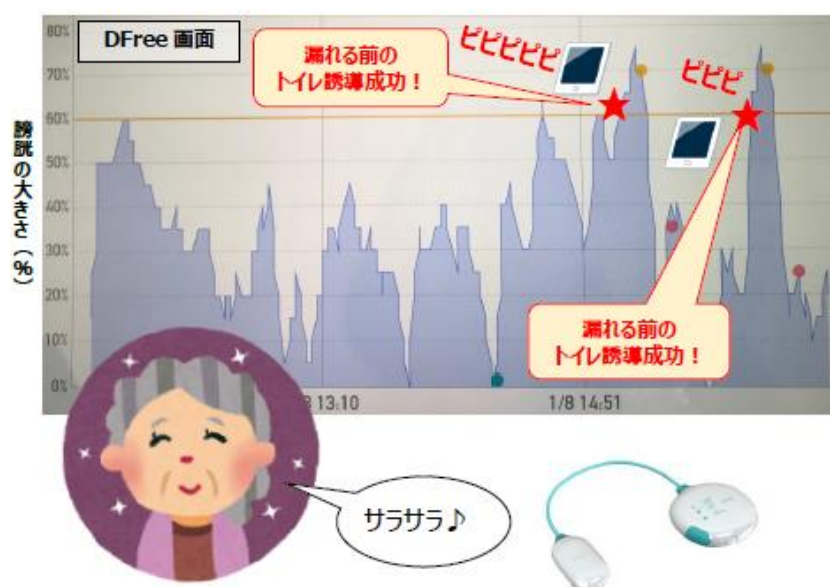 DFree 画面
80%
70%
60%
50%
40%
30%
20%
10%
0%
膀胱の大きさ（％）
漏れる前の
トイレ誘導成功！
ピピピピピ
ピピピ
漏れる前の
トイレ誘導成功！
13:10
1/8 14:51
サラサラ♪